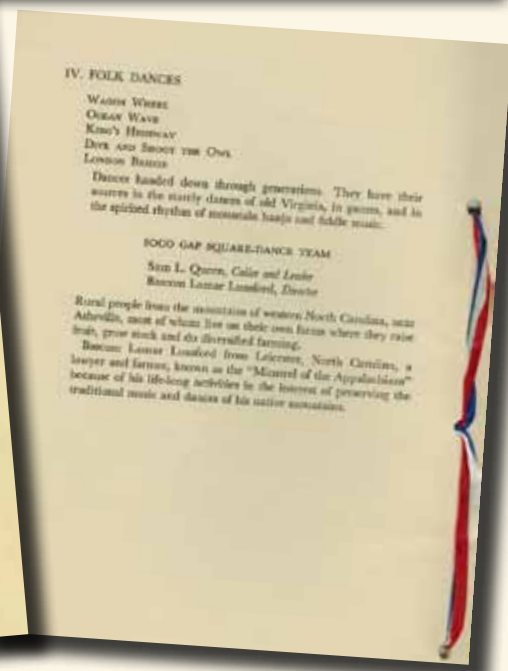 IV. FOLK DANCES
WAGON WHEEL
OCEAN WAVE
KING'S HIGHWAY
DIVE AND SHOOT THE OWL
LONDON BRIDGE
Dances handed down through generations. They have their
sources in the stately dances of old Virginia, in games, and in
the spirited rhythm of mountain banjo and fiddle music.
SOCO GAP SQUARE-DANCE TEAM
Sam L. Queen, Caller and Leader
Bascom Lamar Lunsford, Director
Rural people from the mountains of western North Carolina, near
Asheville, most of whom live on their own farms where they raise
fruit, grow stock and do diversified farming.
Bascom Lamar Lunsford from Leicester, North Carolina, a
lawyer and farmer, known as the "Minstrel of the Appalachians"
because of his life-long activities in the interest of preserving the
traditional music and dances of his native mountains.